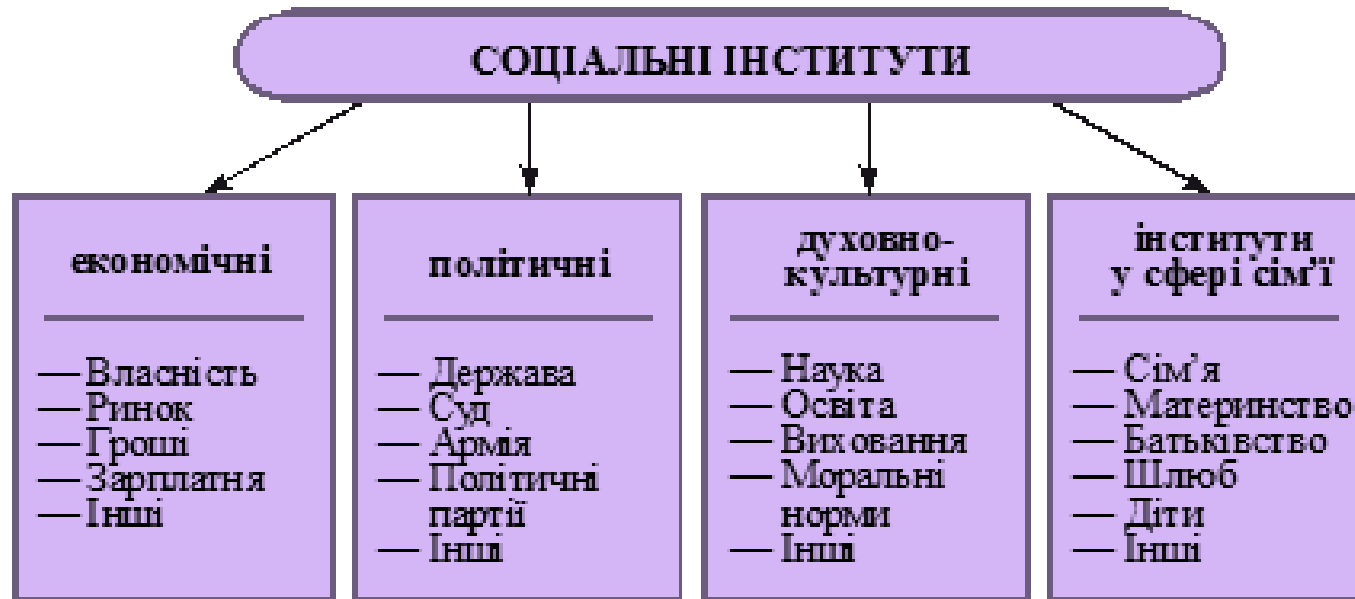 СОЦІАЛЬНІ ІНСТИТУТИ
економічні
— Власність
— Ринок
— Гроші
— Зарплатня
— Інші
політичні
— Держава
— Суд
— Армія
— Політичні
партії
— Інші
духовно-
культурні
— Наука
— Освіта
— Виховання
— Моральні
норми
— Інші
інститути
у сфері сім’ї
— Сім’я
— Материнство
— Батьківство
— Шлюб
— Діти
— Інші